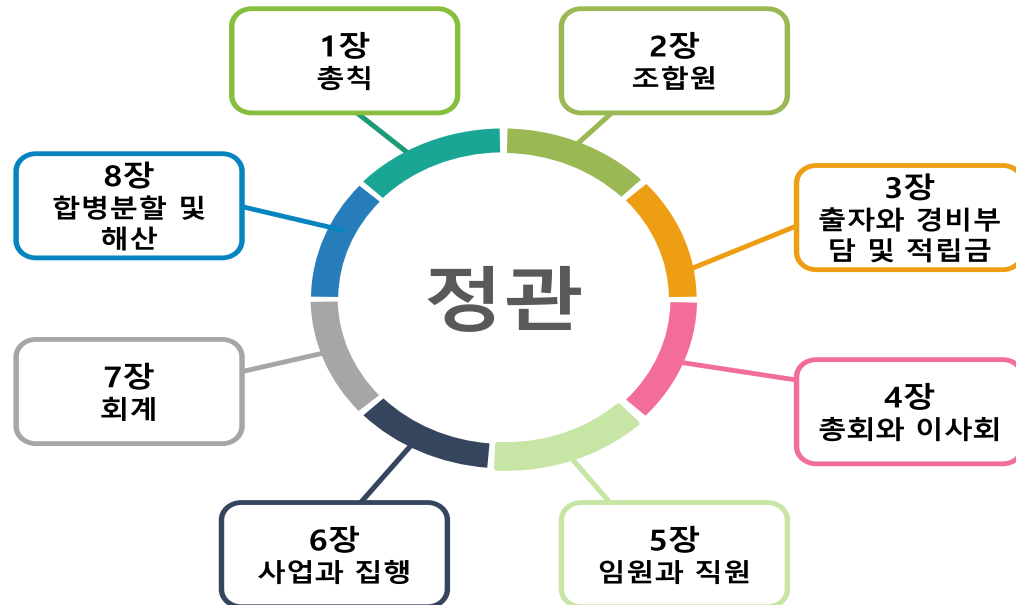 1장
총칙
2장
조합원
3장
출자와 경비부
담 및 적립금
4장
총회와 이사회
5장
임원과 직원
6장
사업과 집행
7장
회계
8장
합병분할 및
해산
정관